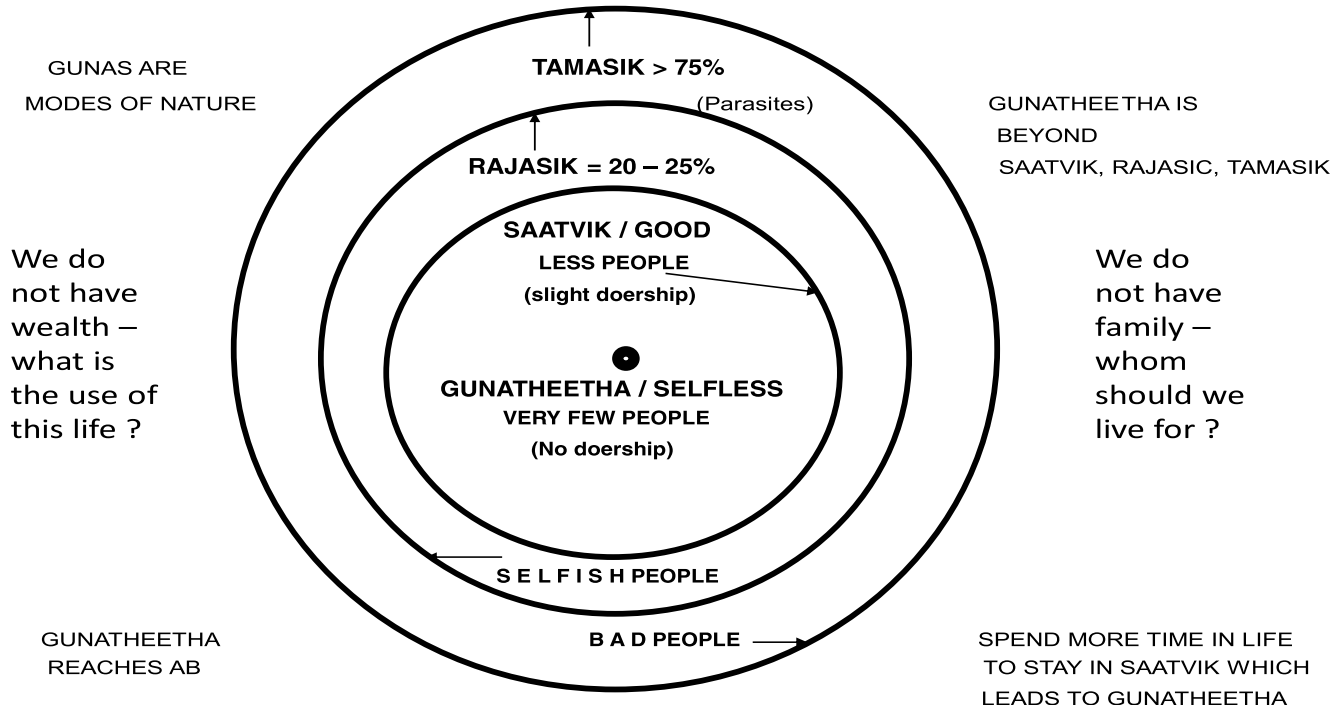 GUNAS ARE
MODES OF NATURE
TAMASIK > 75%
(Parasites)
RAJASIK = 20 – 25%
GUNATHEETHA IS
BEYOND
SAATVIK, RAJASIC, TAMASIK
SAATVIK / GOOD
LESS PEOPLE
(slight doership)
GUNATHEETHA / SELFLESS
VERY FEW PEOPLE
(No doership)
We do
not have
wealth –
what is
the use of
this life ?
We do
not have
family –
whom
should we
live for ?
S E L F I S H PEOPLE
B A D PEOPLE
GUNATHEETHA
REACHES AB
SPEND MORE TIME IN LIFE
TO STAY IN SAATVIK WHICH
LEADS TO GUNATHEETHA